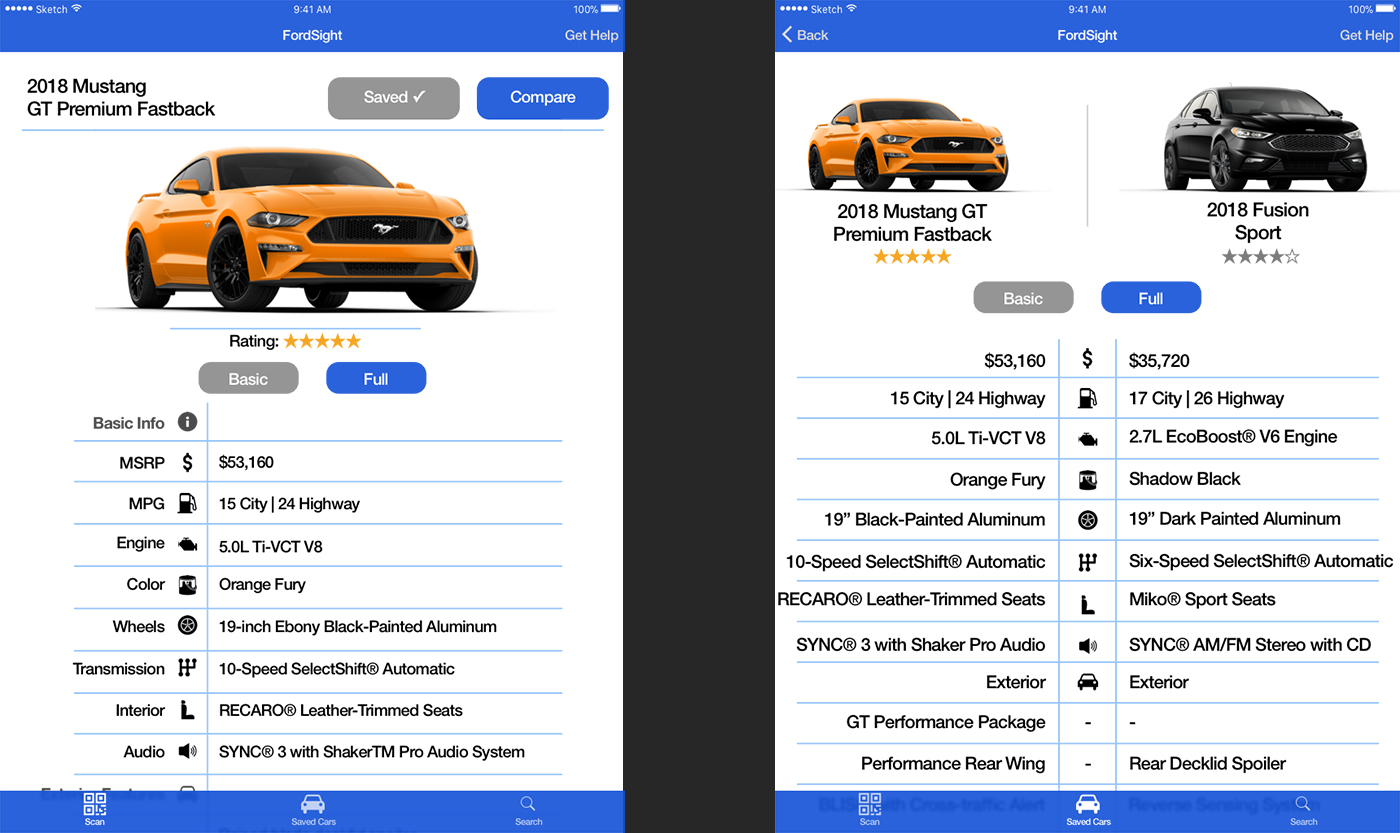 Sketch 9:41 AM 100%
FordSight Get Help
2018 Mustang
GT Premium Fastback
Saved ✓ Compare
Rating: ★★★★★
Basic Full
Basic Info
MSRP $ $53,160
MPG 15 City | 24 Highway
Engine 5.0L Ti-VCT V8
Color Orange Fury
Wheels 19-inch Ebony Black-Painted Aluminum
Transmission 10-Speed SelectShift® Automatic
Interior RECARO® Leather-Trimmed Seats
Audio SYNC® 3 with ShakerTM Pro Audio System
Exterior Features
Scan Saved Cars Search
Sketch 9:41 AM 100%
Back FordSight Get Help
2018 Mustang GT
Premium Fastback
★★★★★
2018 Fusion
Sport
★★★★☆
Basic Full
$53,160 $ $35,720
15 City | 24 Highway 17 City | 26 Highway
5.0L Ti-VCT V8 2.7L EcoBoost® V6 Engine
Orange Fury Shadow Black
19” Black-Painted Aluminum 19” Dark Painted Aluminum
10-Speed SelectShift® Automatic Six-Speed SelectShift® Automatic
RECARO® Leather-Trimmed Seats Miko® Sport Seats
SYNC® 3 with Shaker Pro Audio SYNC® AM/FM Stereo with CD
Exterior Exterior
GT Performance Package - -
Performance Rear Wing - Rear Decklid Spoiler
BLIS with Cross-traffic Alert Reverse Sensing System
Scan Saved Cars Search